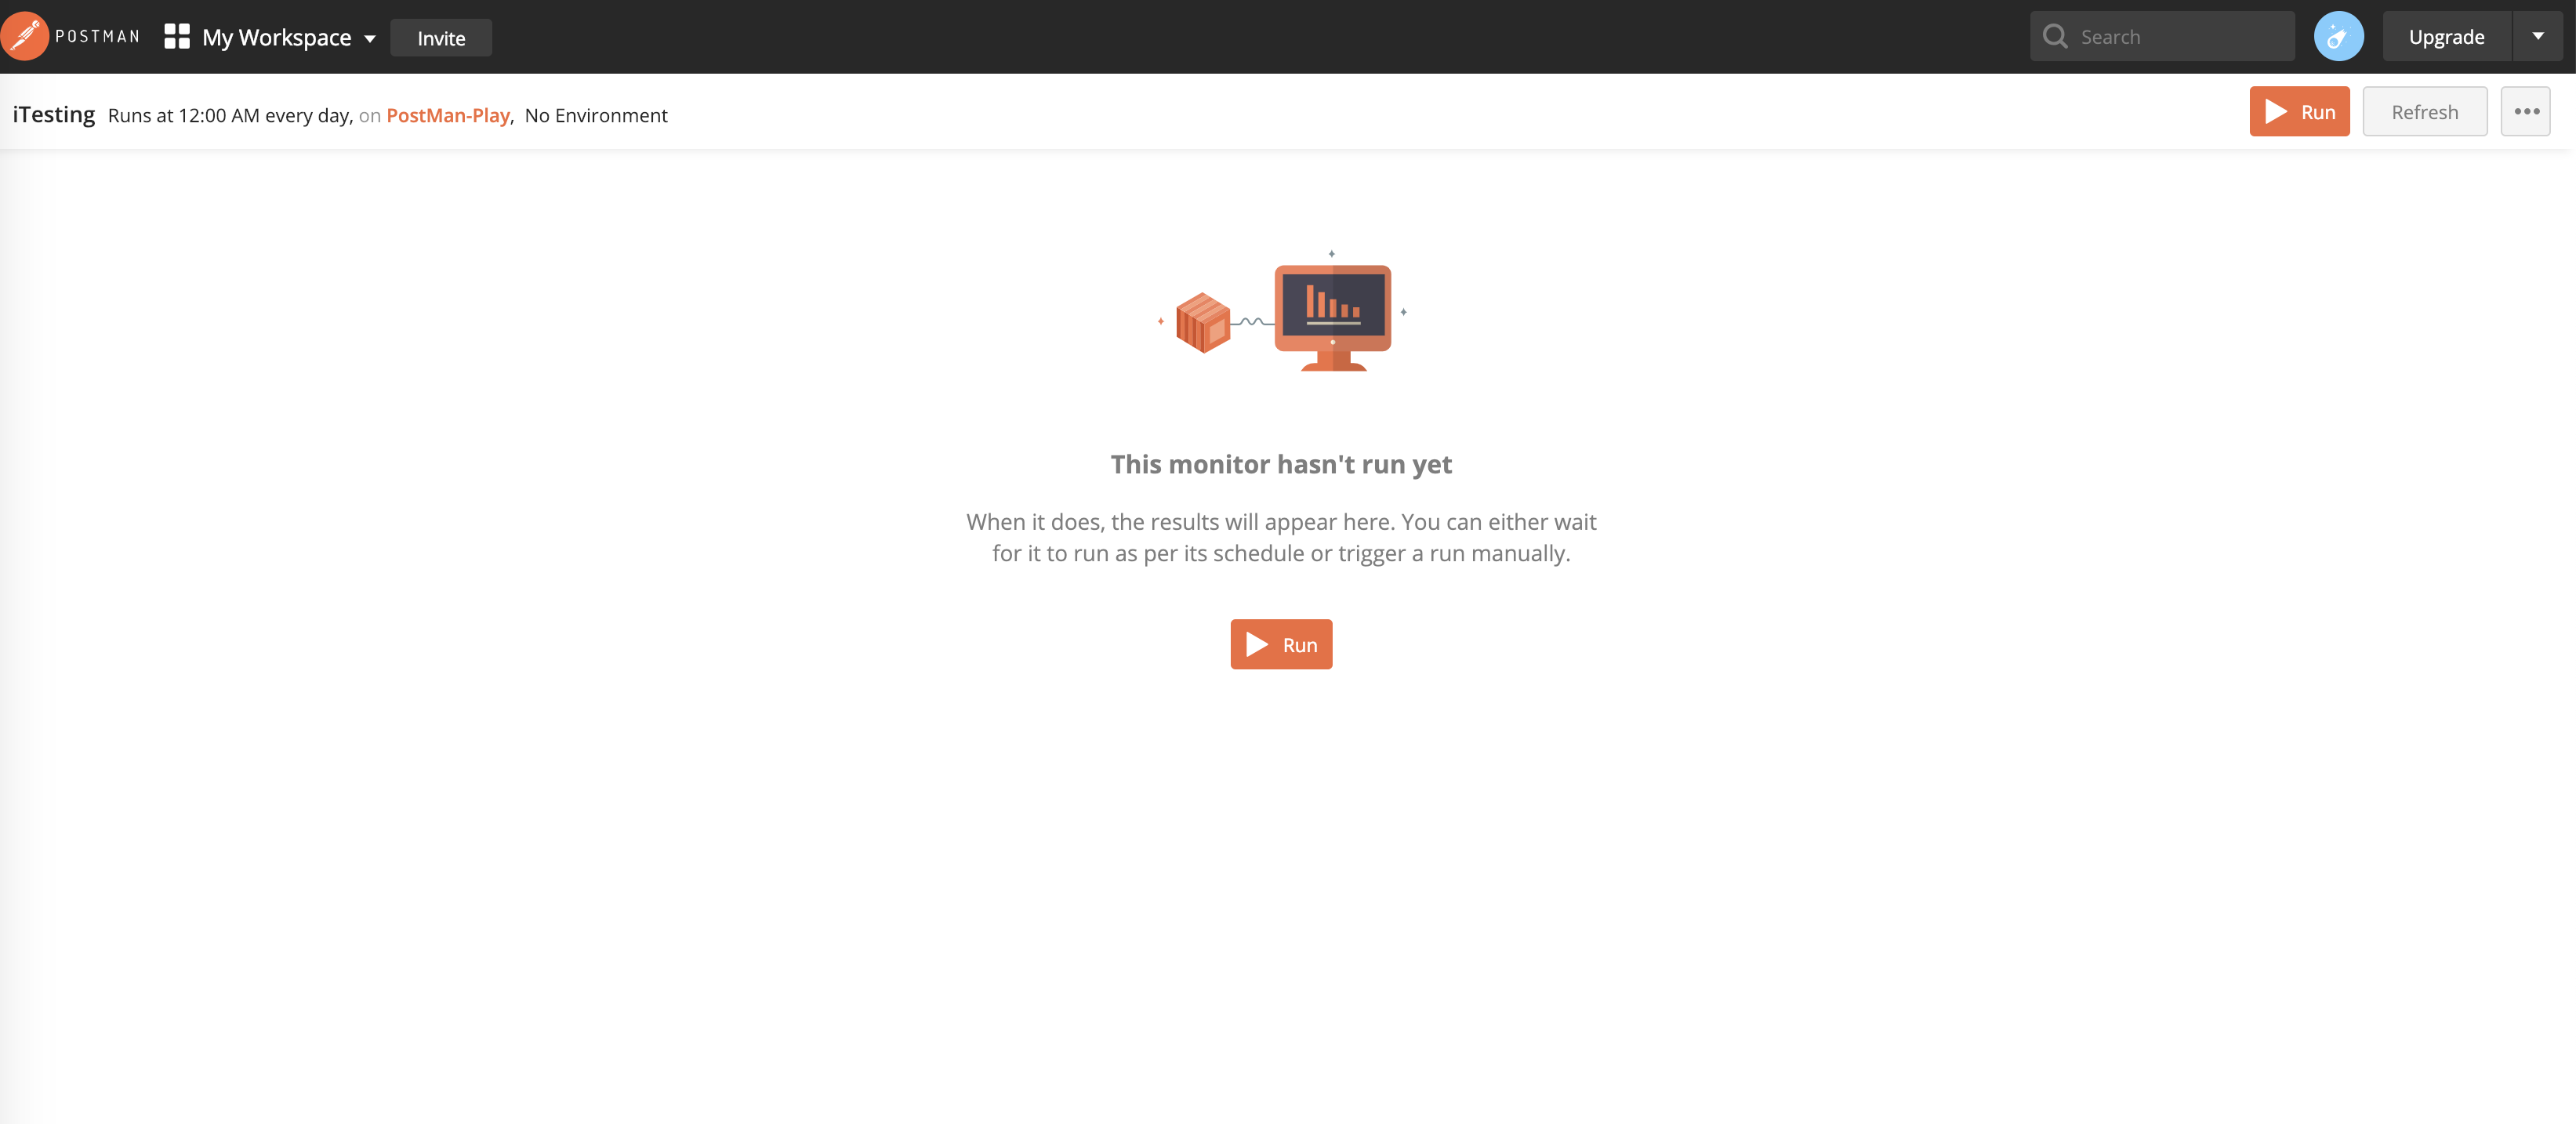 POSTMAN My Workspace Invite Search Upgrade
iTesting Runs at 12:00 AM every day, on PostMan-Play, No Environment Run Refresh
This monitor hasn't run yet
When it does, the results will appear here. You can either wait
for it to run as per its schedule or trigger a run manually.
Run